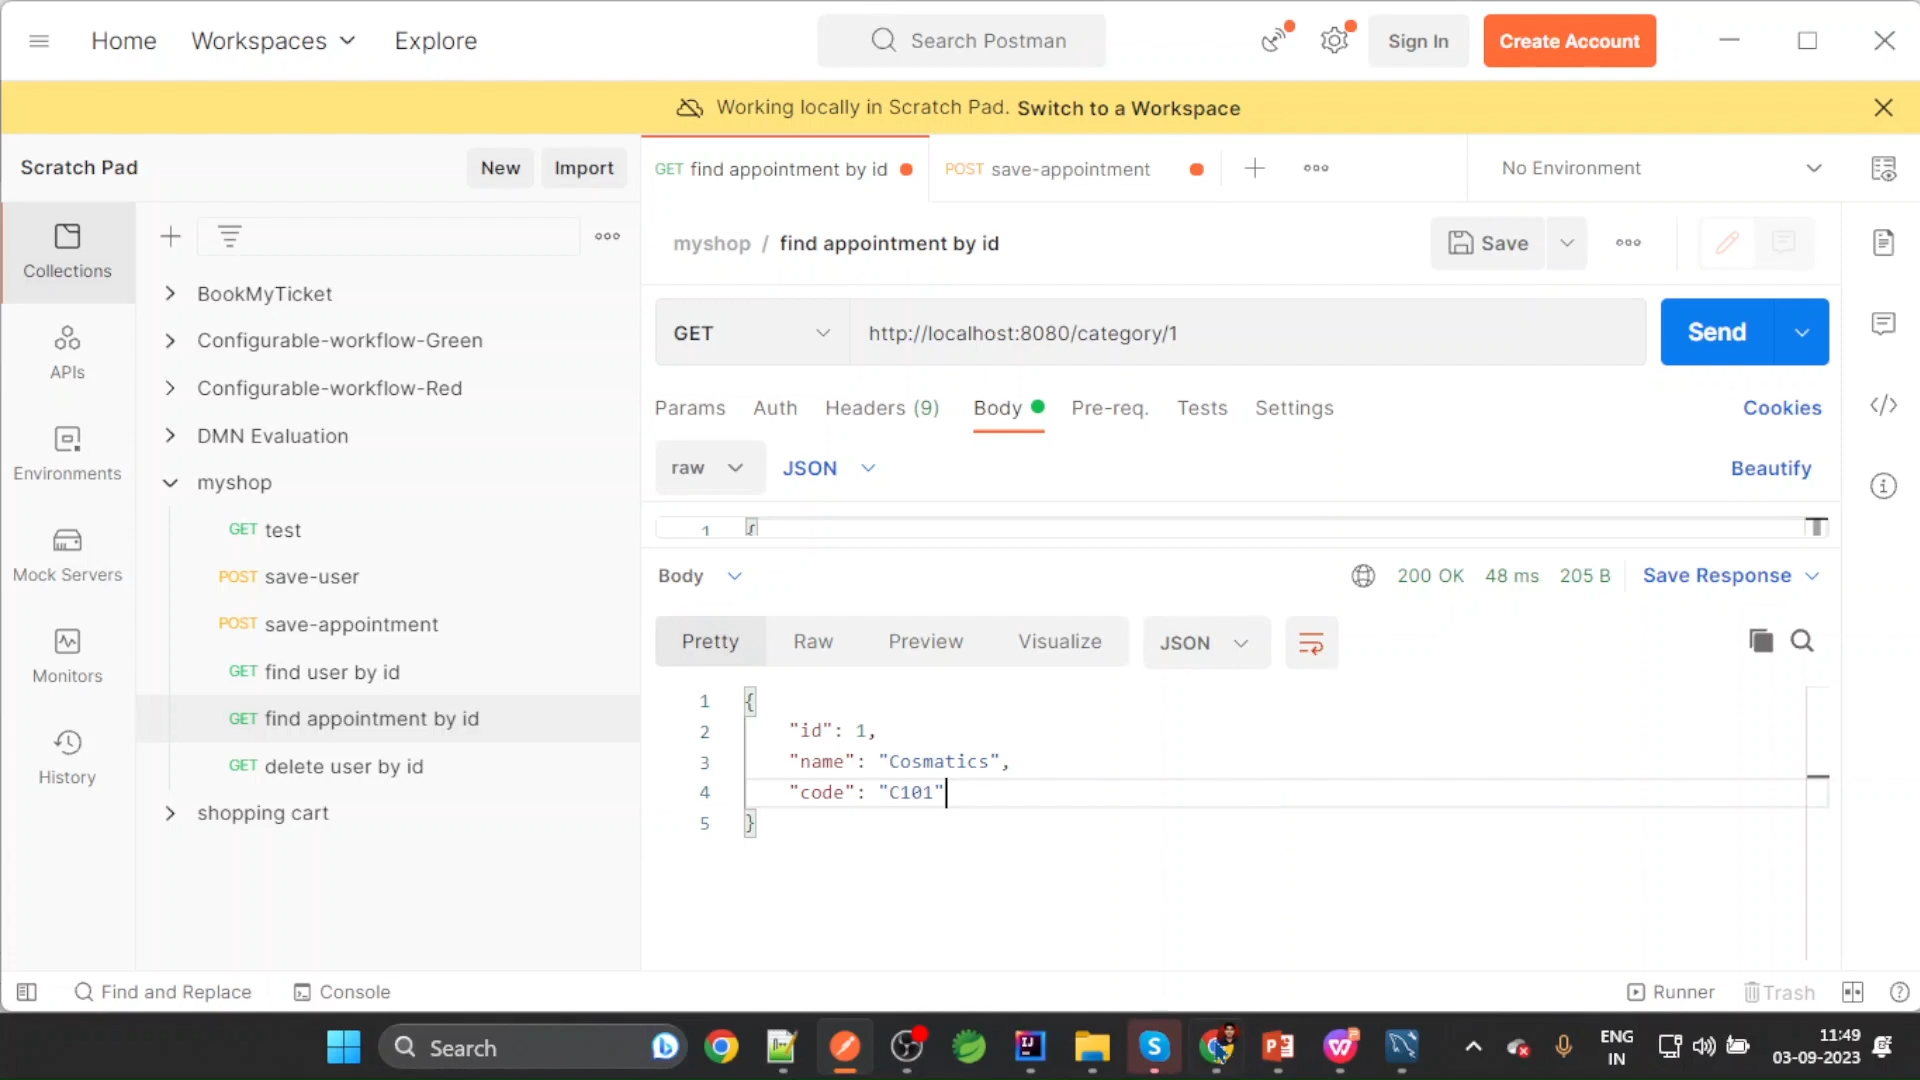 Home Workspaces Explore Search Postman Sign In Create Account
Working locally in Scratch Pad. Switch to a Workspace
Scratch Pad New Import
GET find appointment by id POST save-appointment No Environment
Collections
APIs
Environments
Mock Servers
Monitors
History
BookMyTicket
Configurable-workflow-Green
Configurable-workflow-Red
DMN Evaluation
myshop
GET test
POST save-user
POST save-appointment
GET find user by id
GET find appointment by id
GET delete user by id
shopping cart
myshop / find appointment by id Save
GET http://localhost:8080/category/1 Send
Params Auth Headers (9) Body Pre-req. Tests Settings Cookies
raw JSON Beautify
1 {
Body 200 OK 48 ms 205 B Save Response
Pretty Raw Preview Visualize JSON
1 {
2 "id": 1,
3 "name": "Cosmatics",
4 "code": "C101"
5 }
Find and Replace Console Runner Trash
Search
ENG
IN
11:49
03-09-2023